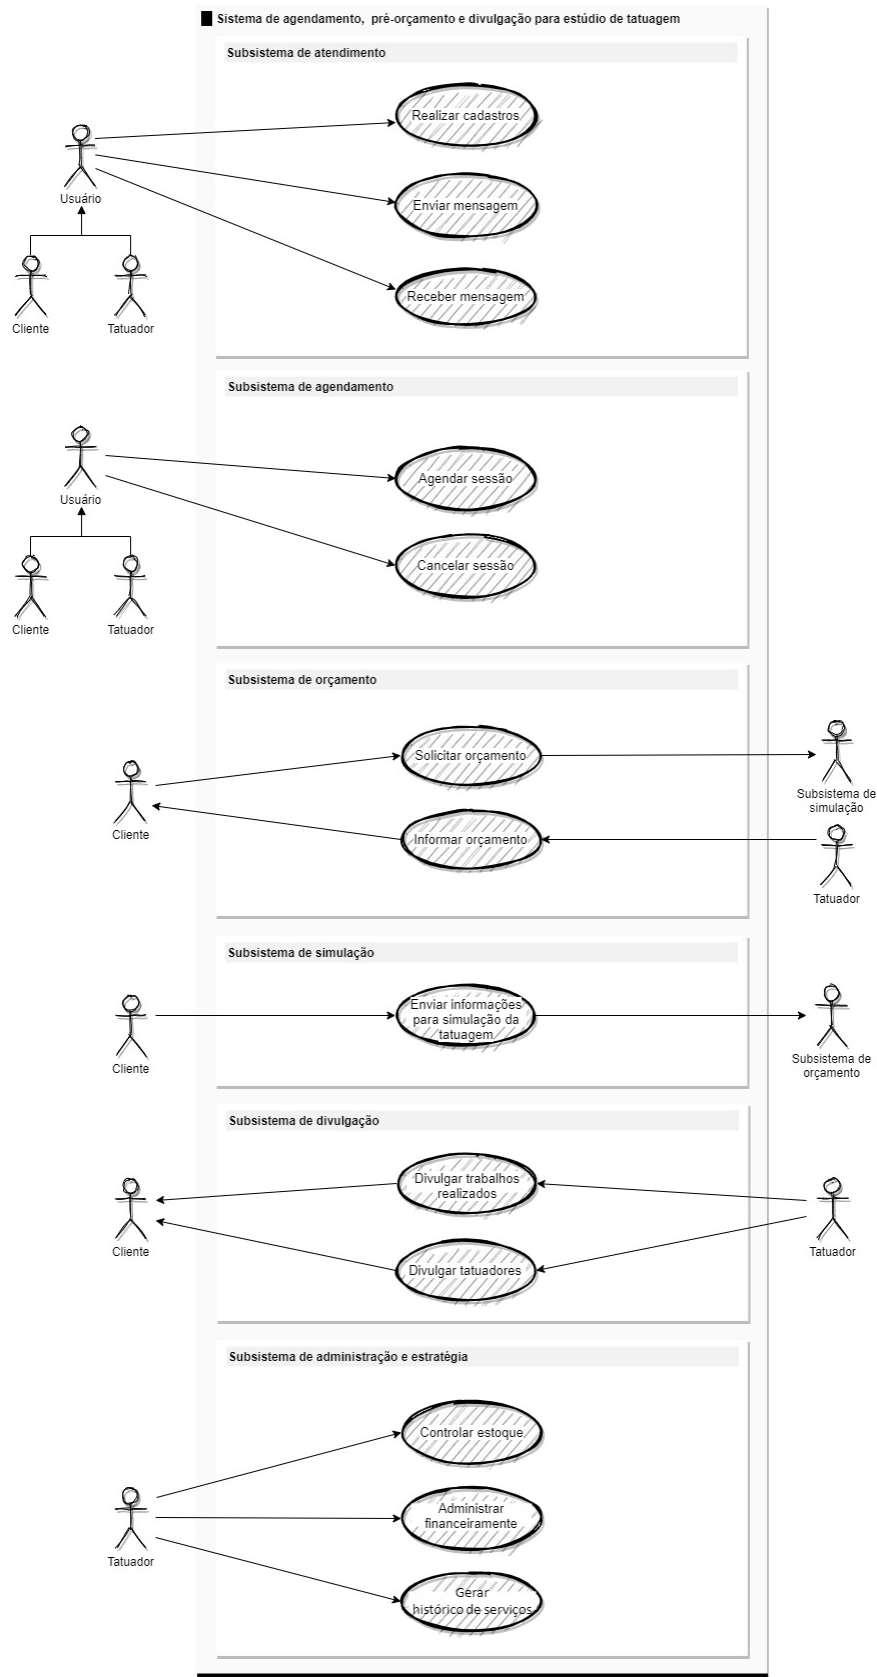 Sistema de agendamento, pré-orçamento e divulgação para estúdio de tatuagem
Subsistema de atendimento
Realizar cadastros
Enviar mensagem
Receber mensagem
Usuário
Cliente
Tatuador
Subsistema de agendamento
Agendar sessão
Cancelar sessão
Usuário
Cliente
Tatuador
Subsistema de orçamento
Solicitar orçamento
Informar orçamento
Cliente
Subsistema de
simulação
Tatuador
Subsistema de simulação
Enviar informações
para simulação da
tatuagem
Cliente
Subsistema de
orçamento
Subsistema de divulgação
Divulgar trabalhos
realizados
Divulgar tatuadores
Cliente
Tatuador
Subsistema de administração e estratégia
Controlar estoque
Administrar
financeiramente
Gerar
histórico de serviços
Tatuador